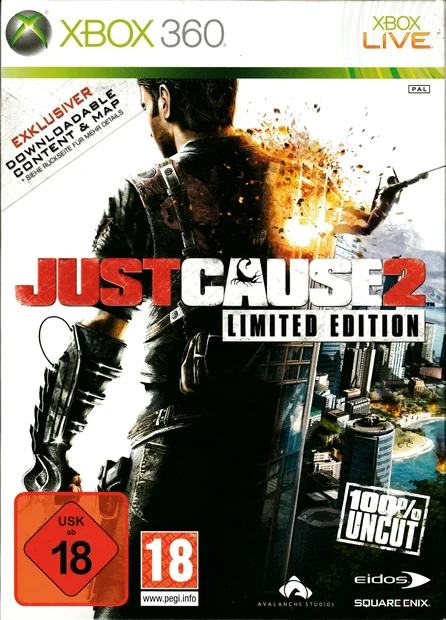 XBOX 360
XBOX
LIVE
PAL
EXKLUSIVER
DOWNLOADABLE
CONTENT & MAP
* SIEHE RÜCKSEITE FÜR MEHR DETAILS
JUST CAUSE 2
LIMITED EDITION
100%
UNCUT
USK
ab
18
18
www.pegi.info
AVALANCHE STUDIOS
eidos
SQUARE ENIX.